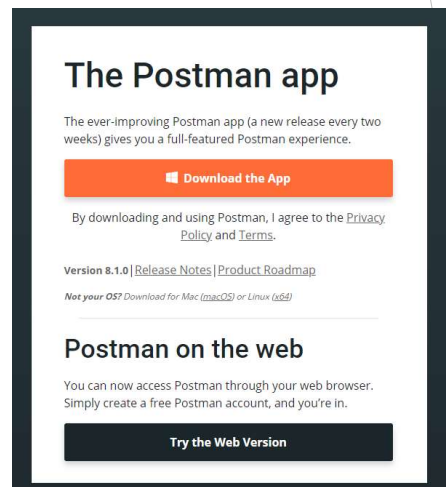 The Postman app
The ever-improving Postman app (a new release every two
weeks) gives you a full-featured Postman experience.
Download the App
By downloading and using Postman, I agree to the Privacy
Policy and Terms.
Version 8.1.0|Release Notes|Product Roadmap
Not your OS? Download for Mac (macOS) or Linux (x64)
Postman on the web
You can now access Postman through your web browser.
Simply create a free Postman account, and you're in.
Try the Web Version